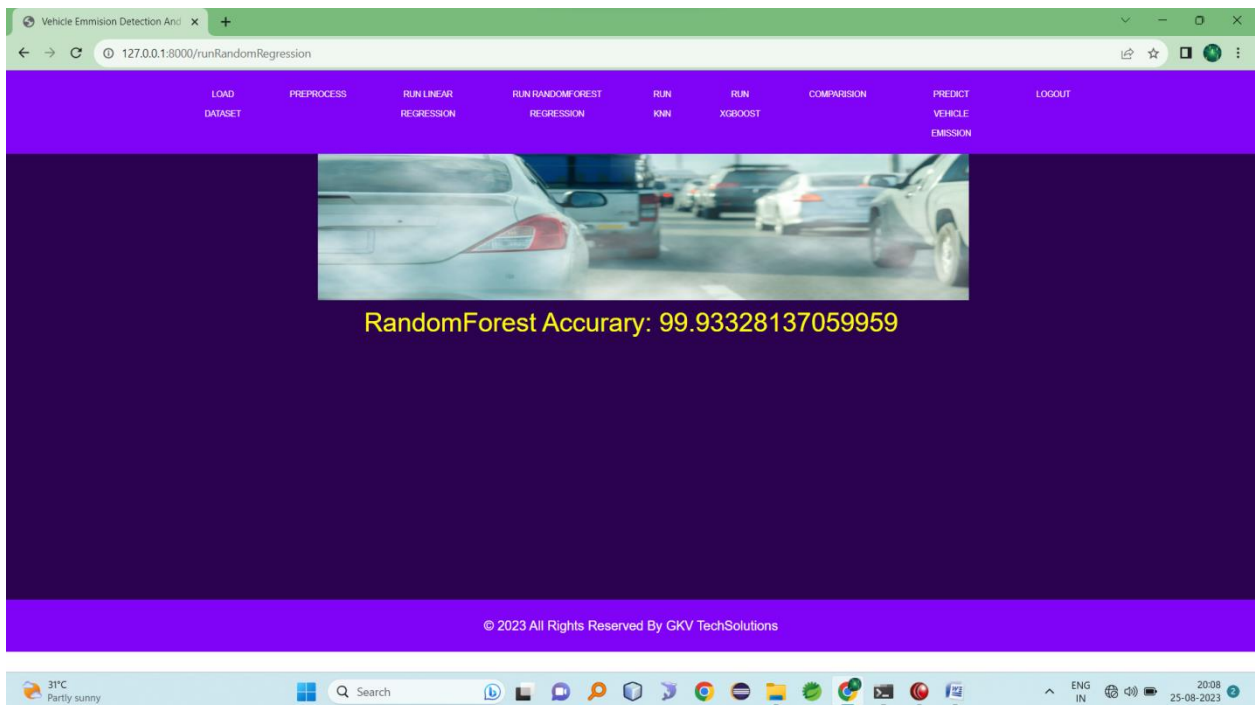 Vehicle Emmision Detection And
127.0.0.1:8000/runRandomRegression
LOAD DATASET
PREPROCESS
RUN LINEAR REGRESSION
RUN RANDOMFOREST REGRESSION
RUN KNN
RUN XGBOOST
COMPARISION
PREDICT VEHICLE EMISSION
LOGOUT
RandomForest Accurary: 99.93328137059959
© 2023 All Rights Reserved By GKV TechSolutions
31°C
Partly sunny
Search
ENG
IN
20:08
25-08-2023
2